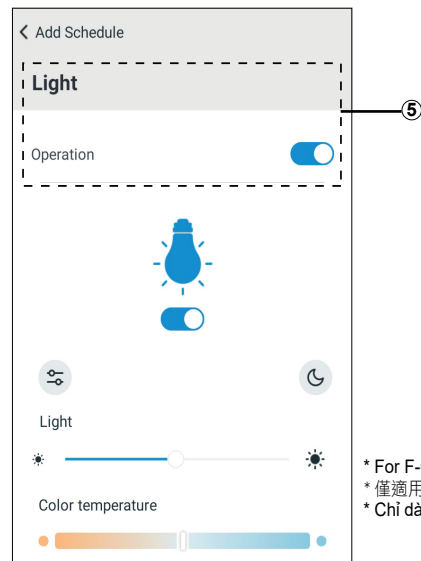 Add Schedule
Light
⑤
Operation
Light
Color temperature
* For F-
* 僅適用
* Chỉ dà